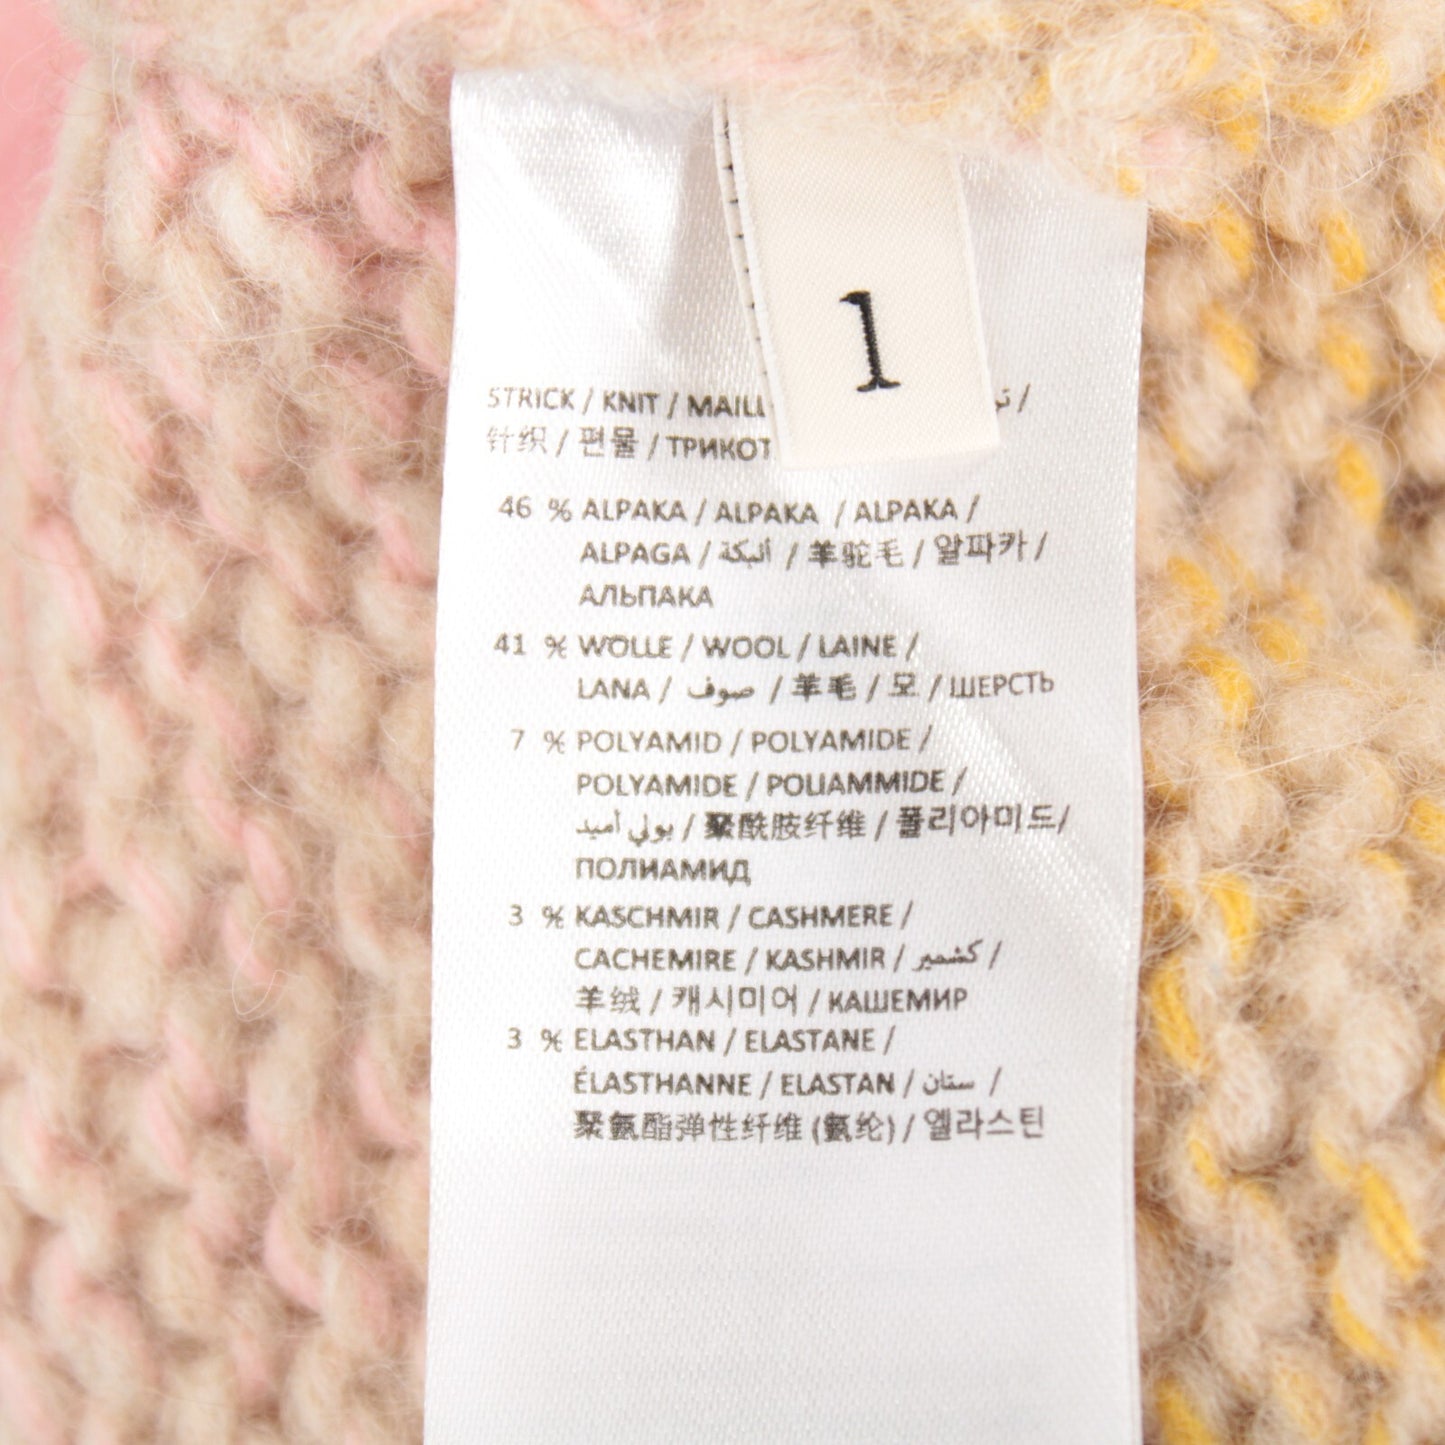 1
STRICK / KNIT / /
针织 / 편물 / ТРИКОТ
46 % ALPAKA / ALPAKA / ALPAKA /
ALPAGA / ألبكة / 羊驼毛 / 알파카 /
АЛЬПАКА
41 % WOLLE / WOOL / LAINE /
LANA / صوف / 羊毛 / 모 / ШЕРСТЬ
7 % POLYAMID / POLYAMIDE /
POLYAMIDE / POLIAMMIDE /
بولي أميد / 聚酰胺纤维 / 폴리아미드/
ПОЛИАМИД
3 % KASCHMIR / CASHMERE /
CACHEMIRE / KASHMIR / كشمير /
羊绒 / 캐시미어 / КАШЕМИР
3 % ELASTHAN / ELASTANE /
ÉLASTHANNE / ELASTAN / ستان /
聚氨酯弹性纤维 (氨纶) / 엘라스틴